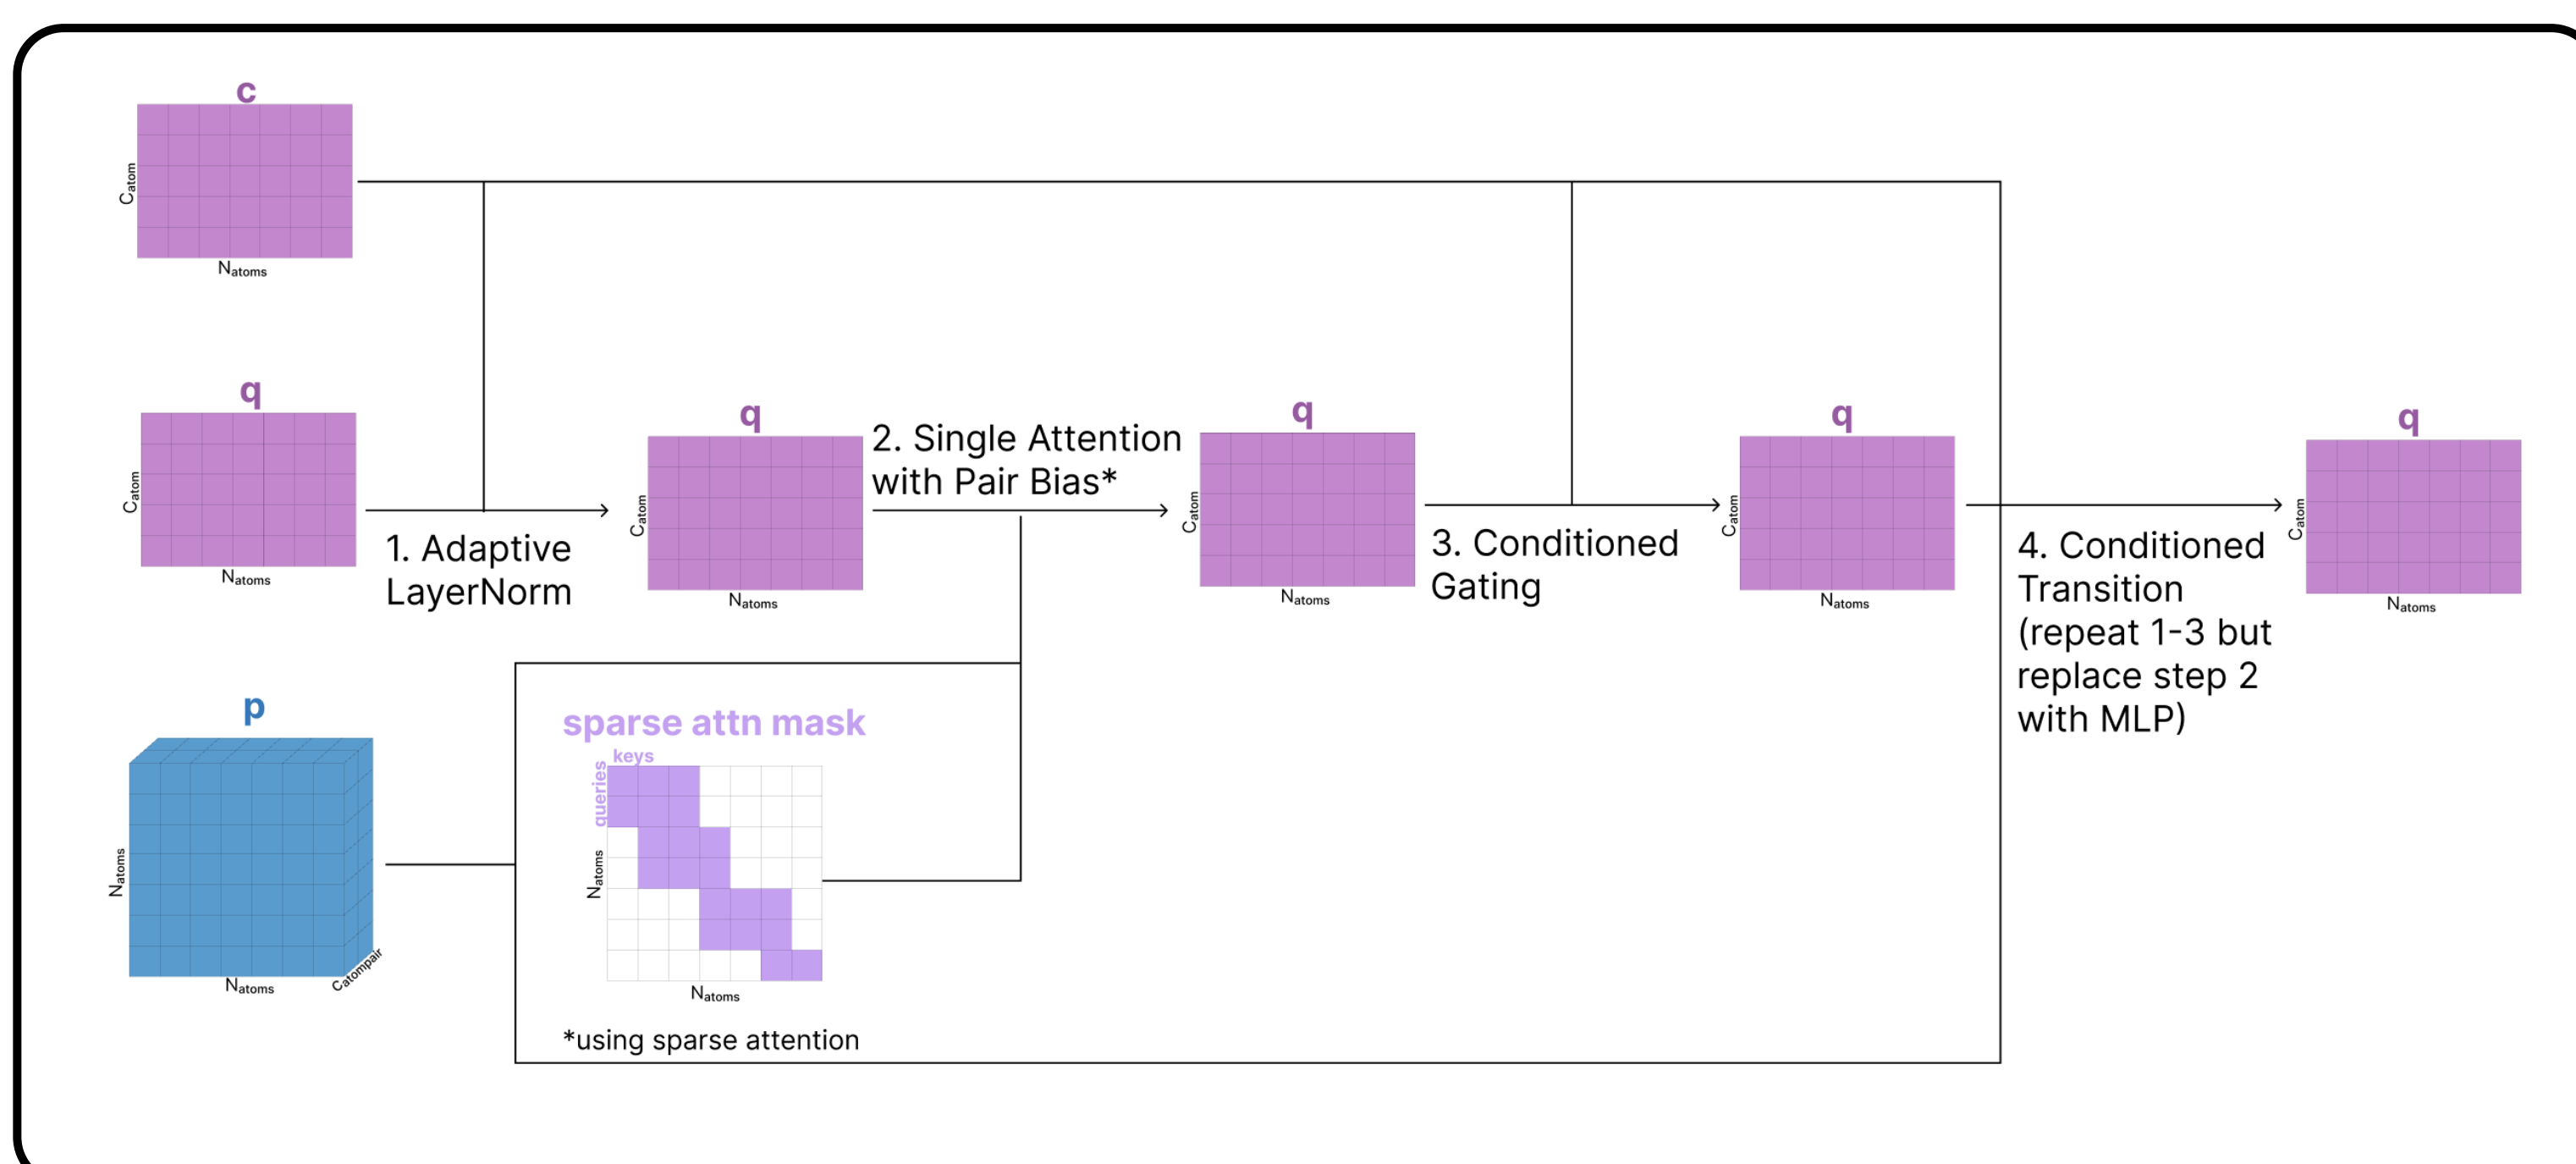 c
Catom
Natoms
q
Catom
Natoms
1. Adaptive
LayerNorm
q
Catom
Natoms
2. Single Attention
with Pair Bias*
q
Catom
Natoms
3. Conditioned
Gating
q
Catom
Natoms
4. Conditioned
Transition
(repeat 1-3 but
replace step 2
with MLP)
q
Catom
Natoms
p
Natoms
Natoms
Catompair
sparse attn mask
keys
queries
Natoms
Natoms
*using sparse attention